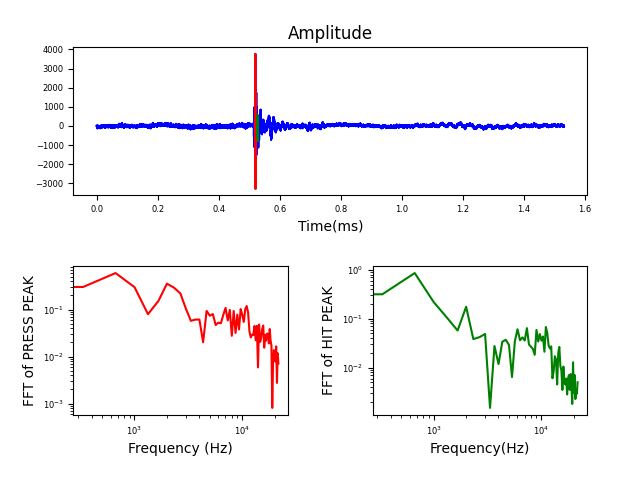 Amplitude
4000
3000
2000
1000
0
−1000
−2000
−3000
0.0 0.2 0.4 0.6 0.8 1.0 1.2 1.4 1.6
Time(ms)
FFT of PRESS PEAK
10⁻¹
10⁻²
10⁻³
10³ 10⁴
Frequency (Hz)
FFT of HIT PEAK
10⁰
10⁻¹
10⁻²
10³ 10⁴
Frequency(Hz)